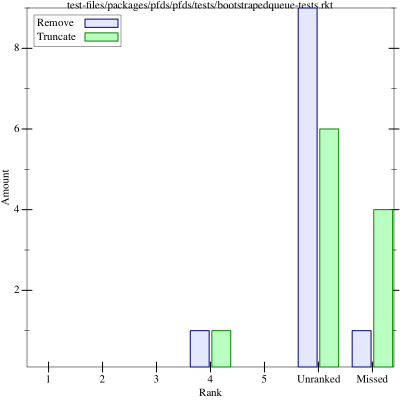 test-files/packages/pfds/pfds/tests/bootstrapedqueue-tests.rkt
Remove
Truncate
8
6
4
2
Amount
1 2 3 4 5 Unranked Missed
Rank